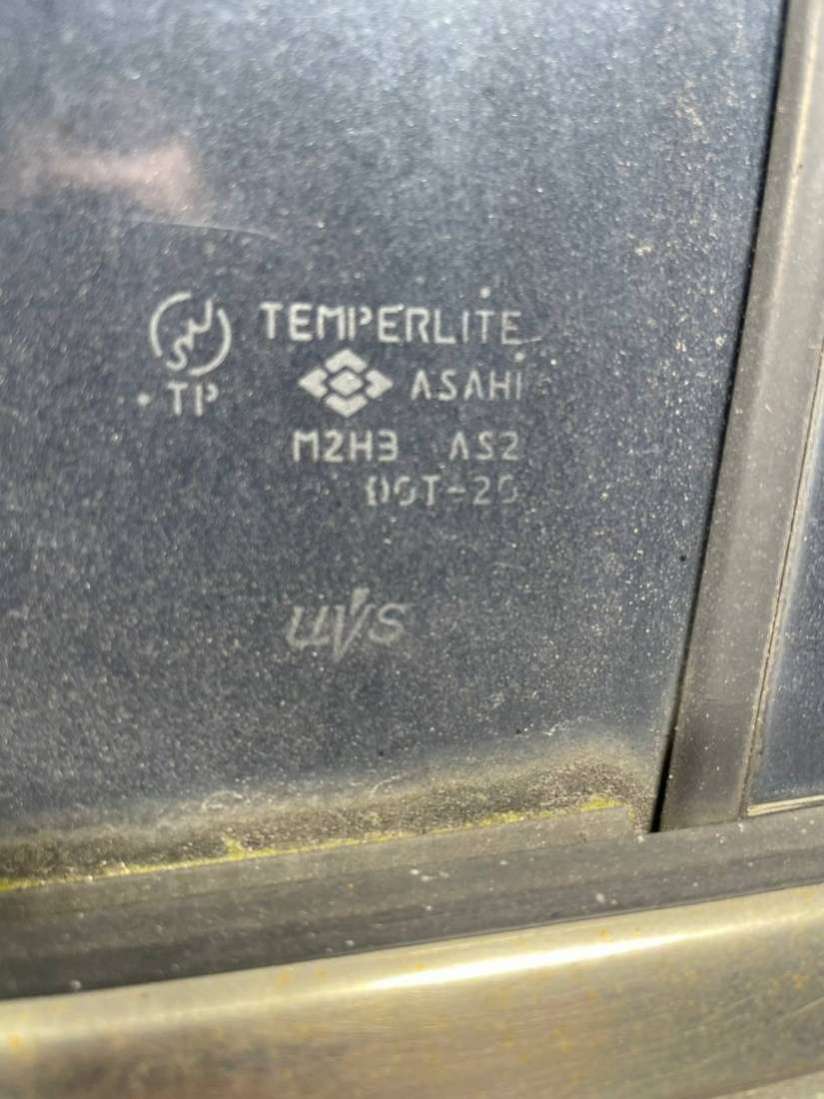 TEMPERLITE
TP ASAHI
M2H3 AS2
DOT-20
UVS